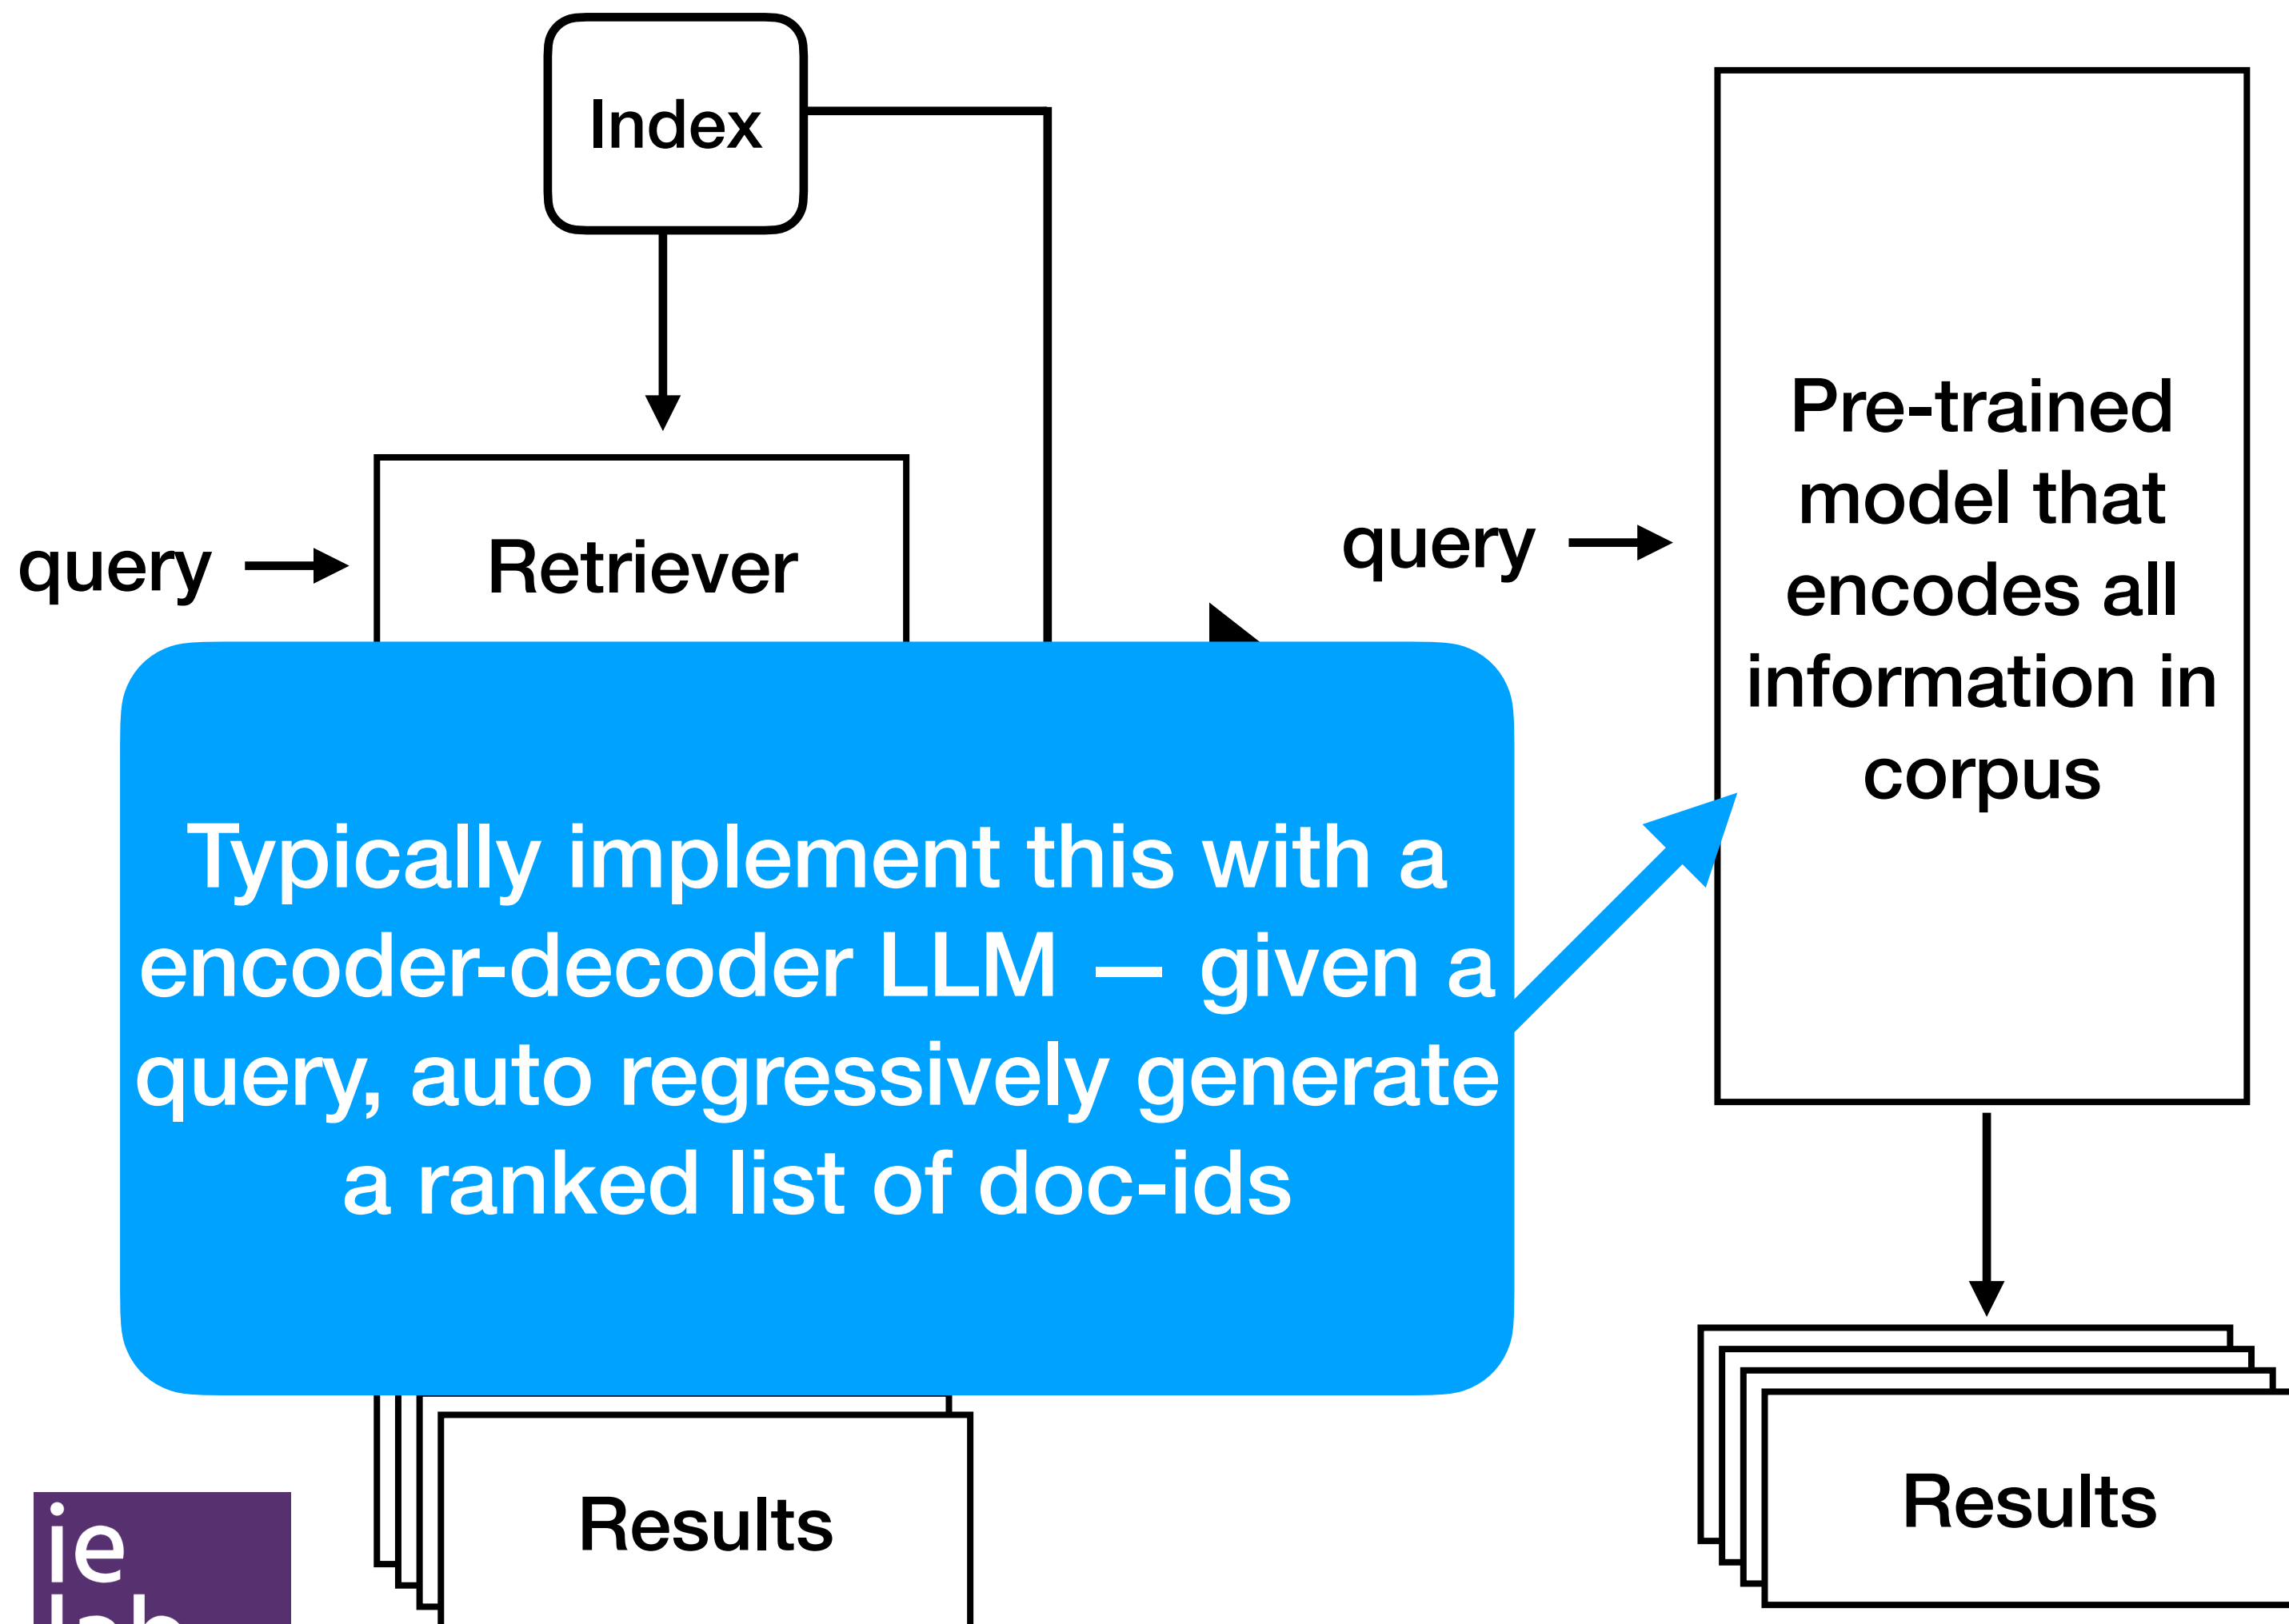 Index
query
Retriever
Typically implement this with a
encoder-decoder LLM — given a
query, auto regressively generate
a ranked list of doc-ids
Results
query
Pre-trained
model that
encodes all
information in
corpus
Results
ie
lab